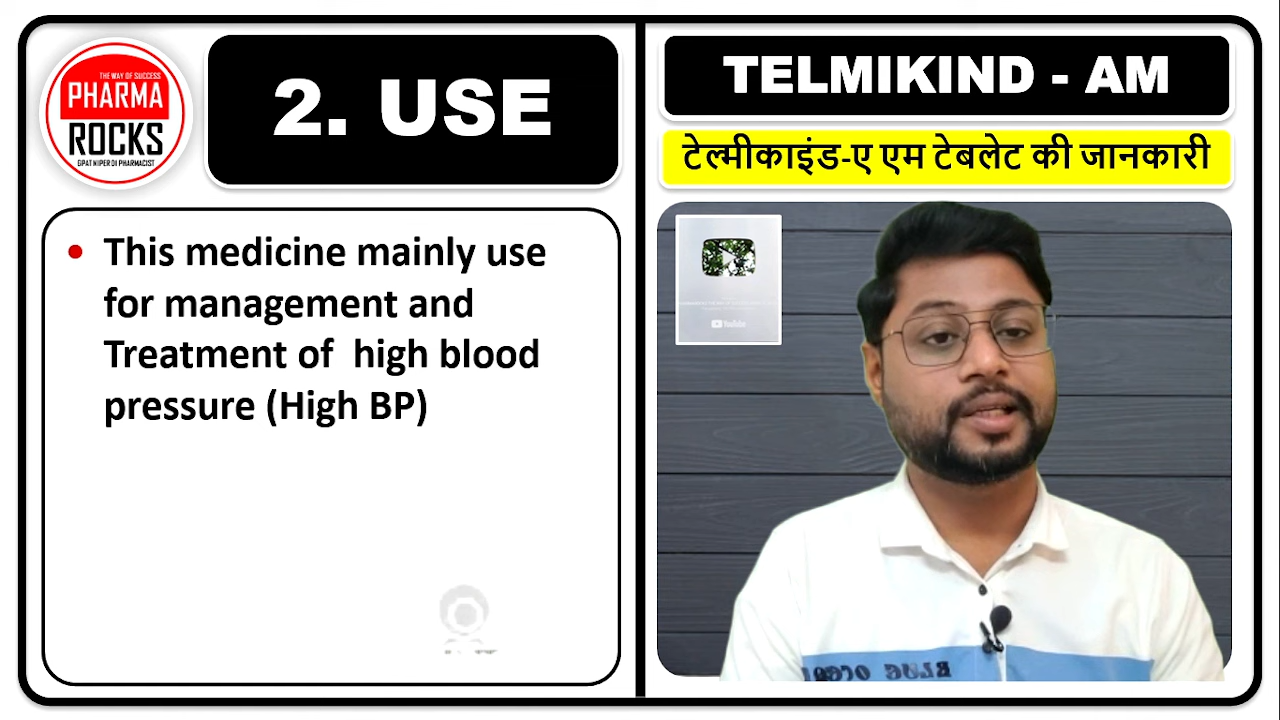 THE WAY OF SUCCESS
PHARMA
ROCKS
GPAT NIPER DI PHARMACIST
2. USE
• This medicine mainly use
for management and
Treatment of high blood
pressure (High BP)
TELMIKIND - AM
टेल्मीकाइंड-ए एम टेबलेट की जानकारी
YouTube